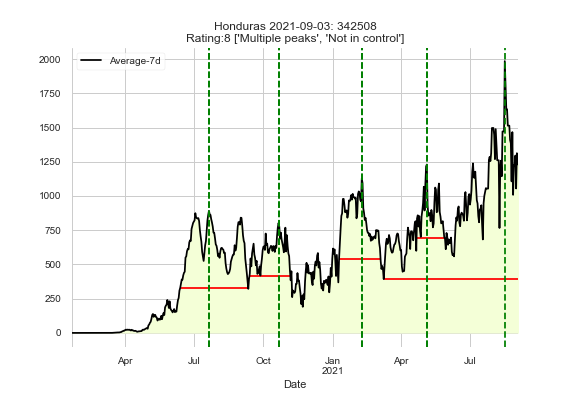 Honduras 2021-09-03: 342508
Rating:8 ['Multiple peaks', 'Not in control']
Average-7d
2000
1750
1500
1250
1000
750
500
250
0
Apr
Jul
Oct
Jan
2021
Apr
Jul
Date